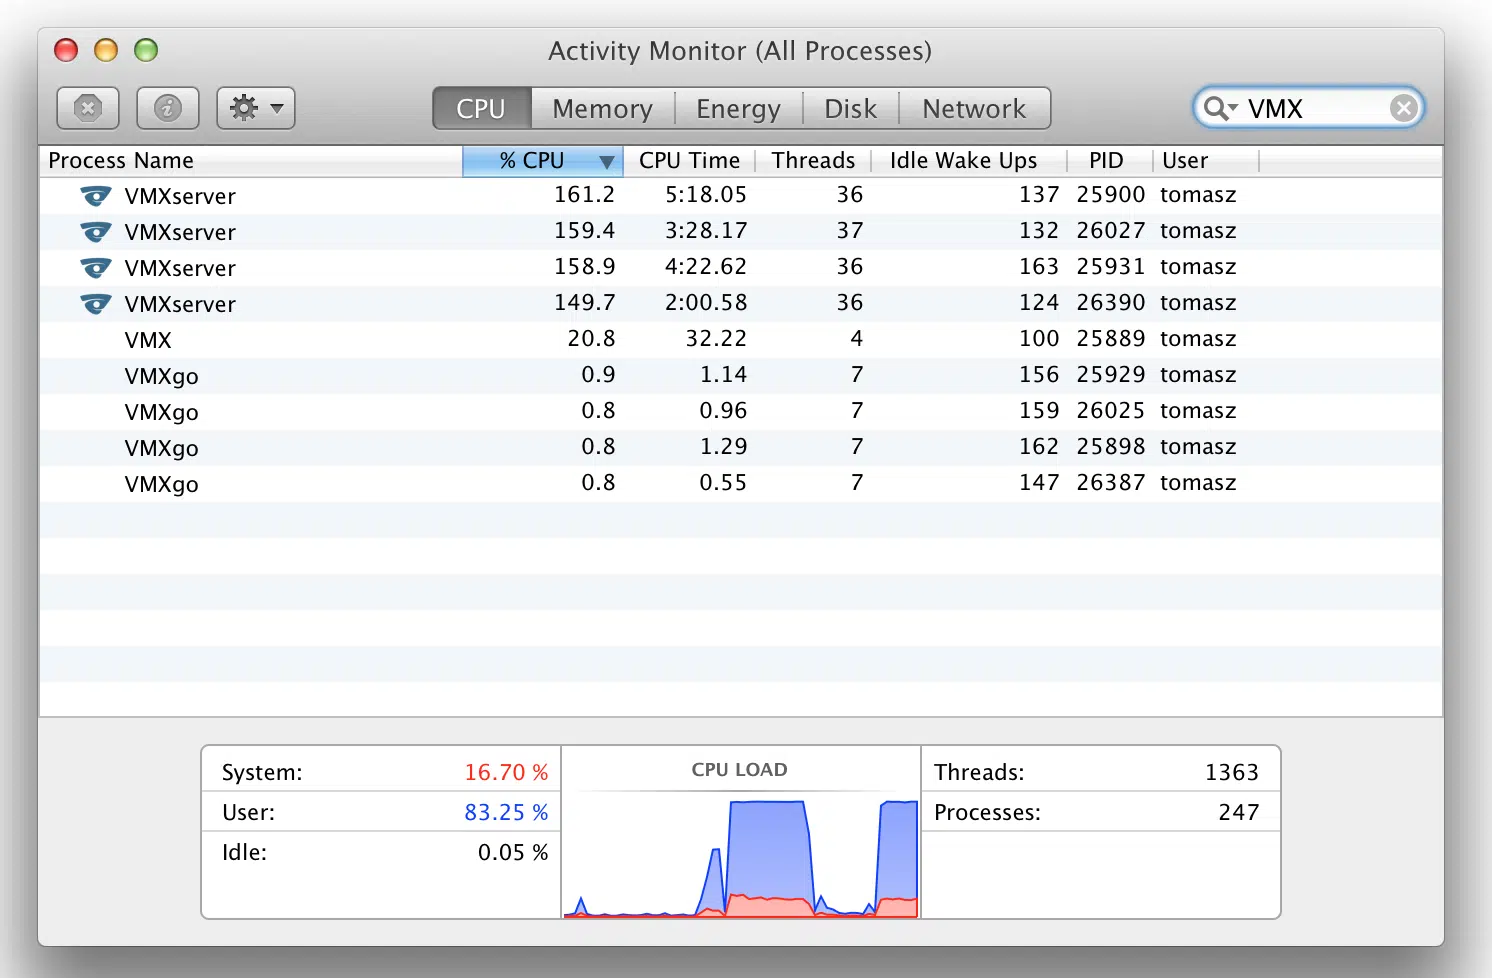 Activity Monitor (All Processes)
CPU Memory Energy Disk Network VMX
Process Name % CPU CPU Time Threads Idle Wake Ups PID User
VMXserver 161.2 5:18.05 36 137 25900 tomasz
VMXserver 159.4 3:28.17 37 132 26027 tomasz
VMXserver 158.9 4:22.62 36 163 25931 tomasz
VMXserver 149.7 2:00.58 36 124 26390 tomasz
VMX 20.8 32.22 4 100 25889 tomasz
VMXgo 0.9 1.14 7 156 25929 tomasz
VMXgo 0.8 0.96 7 159 26025 tomasz
VMXgo 0.8 1.29 7 162 25898 tomasz
VMXgo 0.8 0.55 7 147 26387 tomasz
System: 16.70 % CPU LOAD Threads: 1363
User: 83.25 % Processes: 247
Idle: 0.05 %